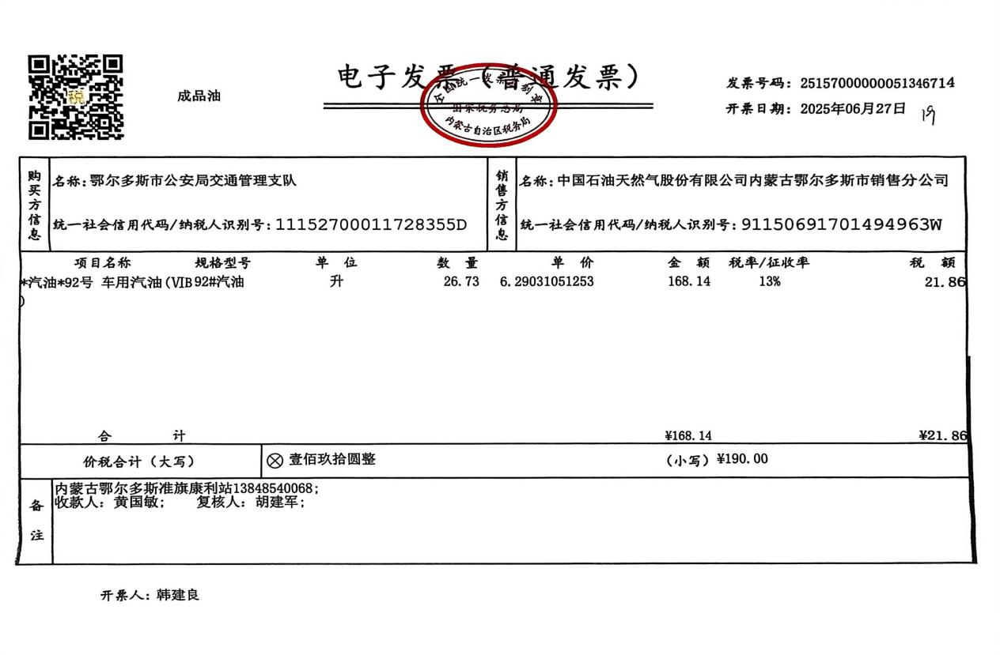 税
成品油
电子发票（普通发票）
全国统一发票监制章
国家税务总局
内蒙古自治区税务局
发票号码：25157000000051346714
开票日期：2025年06月27日
19
购买方信息
名称：鄂尔多斯市公安局交通管理支队
统一社会信用代码/纳税人识别号：11152700011728355D
销售方信息
名称：中国石油天然气股份有限公司内蒙古鄂尔多斯市销售分公司
统一社会信用代码/纳税人识别号：91150691701494963W
项目名称 规格型号 单位 数量 单价 金额 税率/征收率 税额
*汽油*92号 车用汽油(VIB 92#汽油 升 26.73 6.29031051253 168.14 13% 21.86
)
合计 ¥168.14 ¥21.86
价税合计（大写） ⊗壹佰玖拾圆整 （小写）¥190.00
备注
内蒙古鄂尔多斯准旗康利站13848540068;
收款人：黄国敏; 复核人：胡建军;
开票人：韩建良